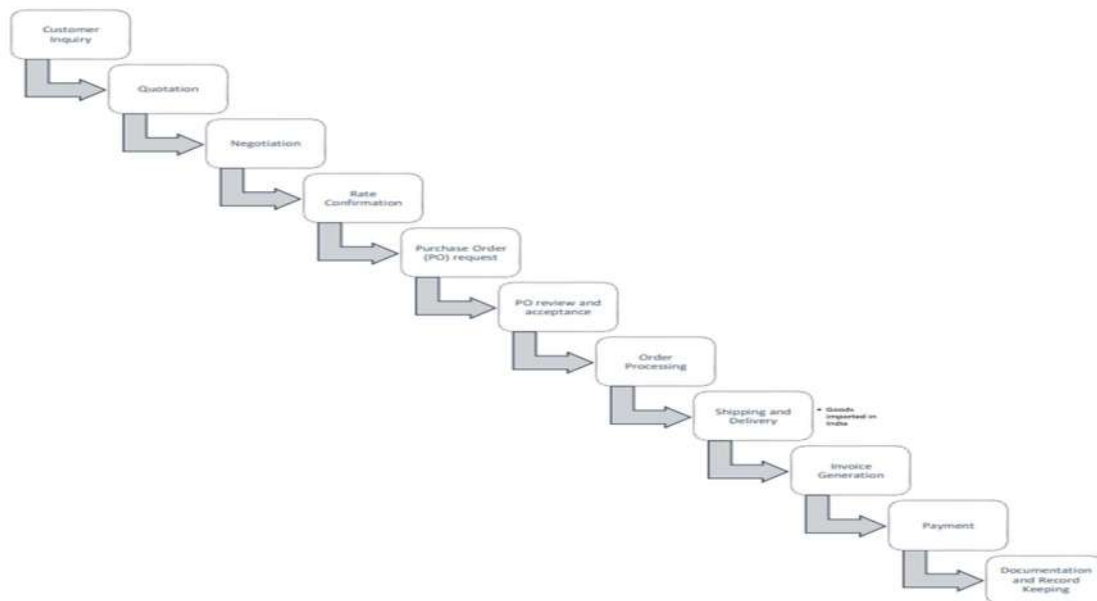 Customer
Inquiry
Quotation
Negotiation
Rate
Confirmation
Purchase Order
(PO) request
PO review and
acceptance
Order
Processing
Shipping and
Delivery
• Goods
imported in
India
Invoice
Generation
Payment
Documentation
and Record
Keeping